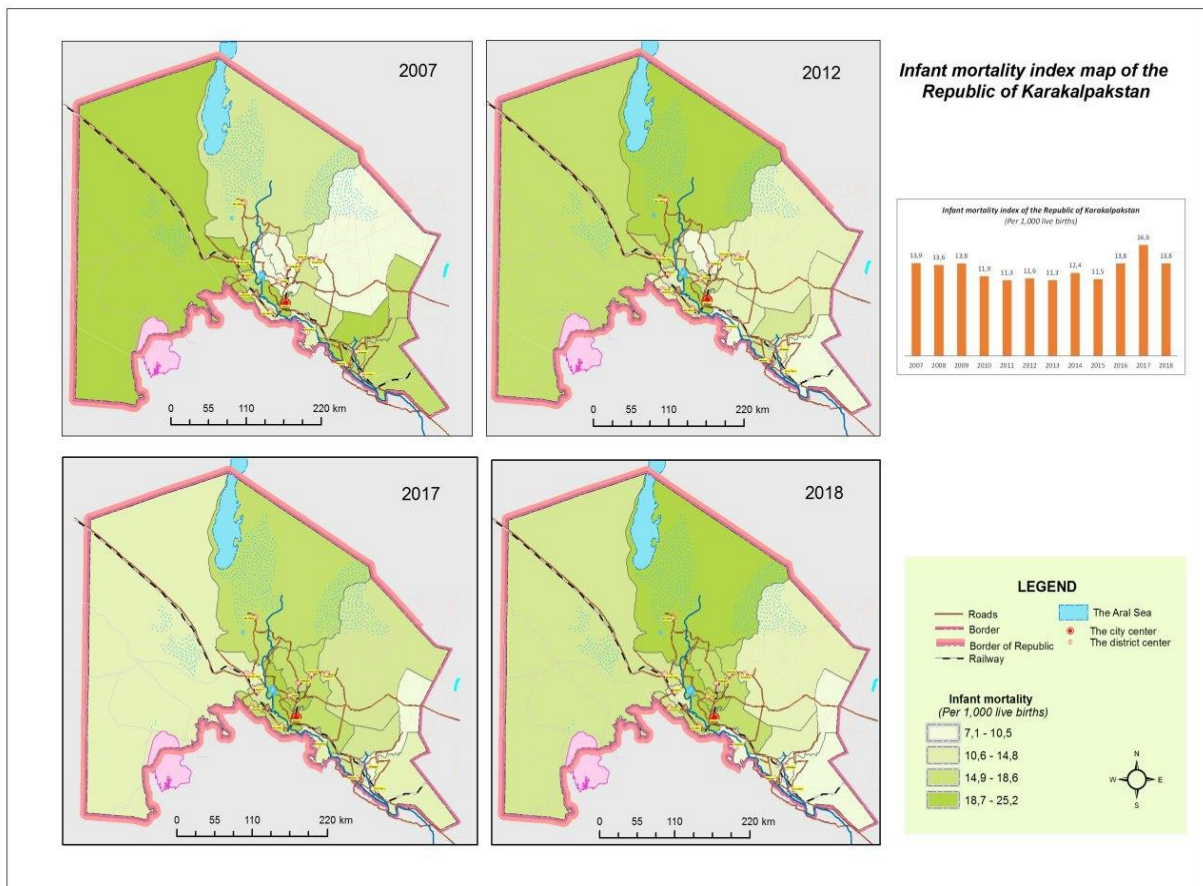 2007
0 55 110 220 km
2012
0 55 110 220 km
Infant mortality index map of the
Republic of Karakalpakstan
Infant mortality index of the Republic of Karakalpakstan
(Per 1,000 live births)
13,9 13,6 13,8 11,9 11,3 11,6 11,3 12,4 11,5 13,8 16,6 13,8
2007 2008 2009 2010 2011 2012 2013 2014 2015 2016 2017 2018
2017
0 55 110 220 km
2018
0 55 110 220 km
LEGEND
Roads
Border
Border of Republic
Railway
The Aral Sea
The city center
The district center
Infant mortality
(Per 1,000 live births)
7,1 - 10,5
10,6 - 14,8
14,9 - 18,6
18,7 - 25,2
N
W E
S